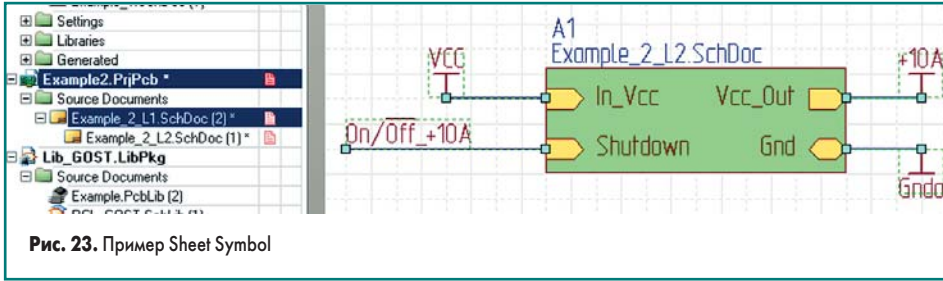 Settings
Libraries
Generated
Example2.PrjPcb *
Source Documents
Example_2_L1.SchDoc (2) *
Example_2_L2.SchDoc (1) *
Lib_GOST.LibPkg
Source Documents
Example.PcbLib (2)
A1
Example_2_L2.SchDoc
VCC
+10A
In_Vcc
Vcc_Out
On/Off_+10A
Shutdown
Gnd
Рис. 23. Пример Sheet Symbol